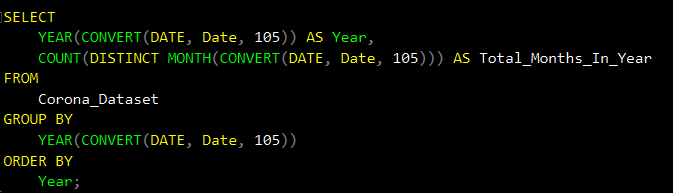 SELECT
    YEAR(CONVERT(DATE, Date, 105)) AS Year,
    COUNT(DISTINCT MONTH(CONVERT(DATE, Date, 105))) AS Total_Months_In_Year
FROM
    Corona_Dataset
GROUP BY
    YEAR(CONVERT(DATE, Date, 105))
ORDER BY
    Year;